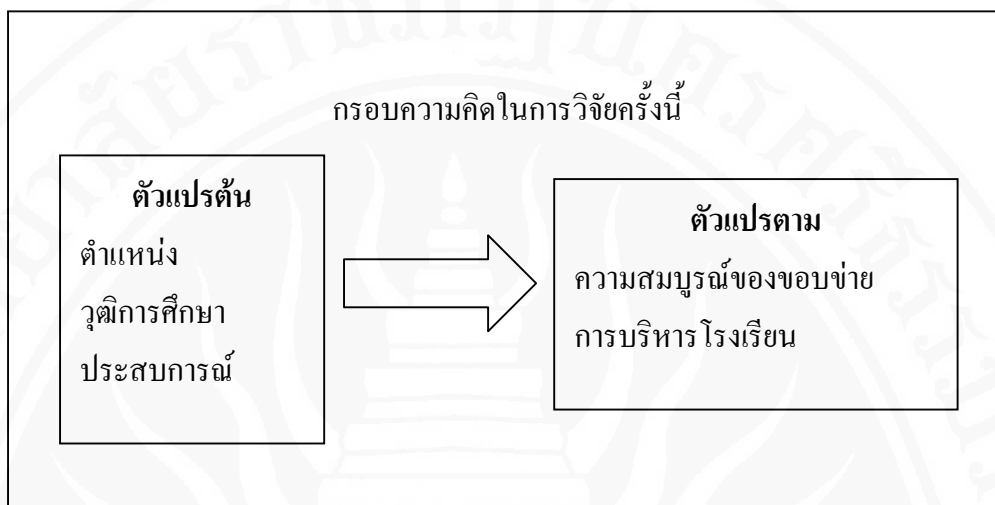 กรอบความคิดในการวิจัยครั้งนี้
ตัวแปรต้น
ตำแหน่ง
วุฒิการศึกษา
ประสบการณ์
ตัวแปรตาม
ความสมบูรณ์ของขอบข่าย
การบริหารโรงเรียน